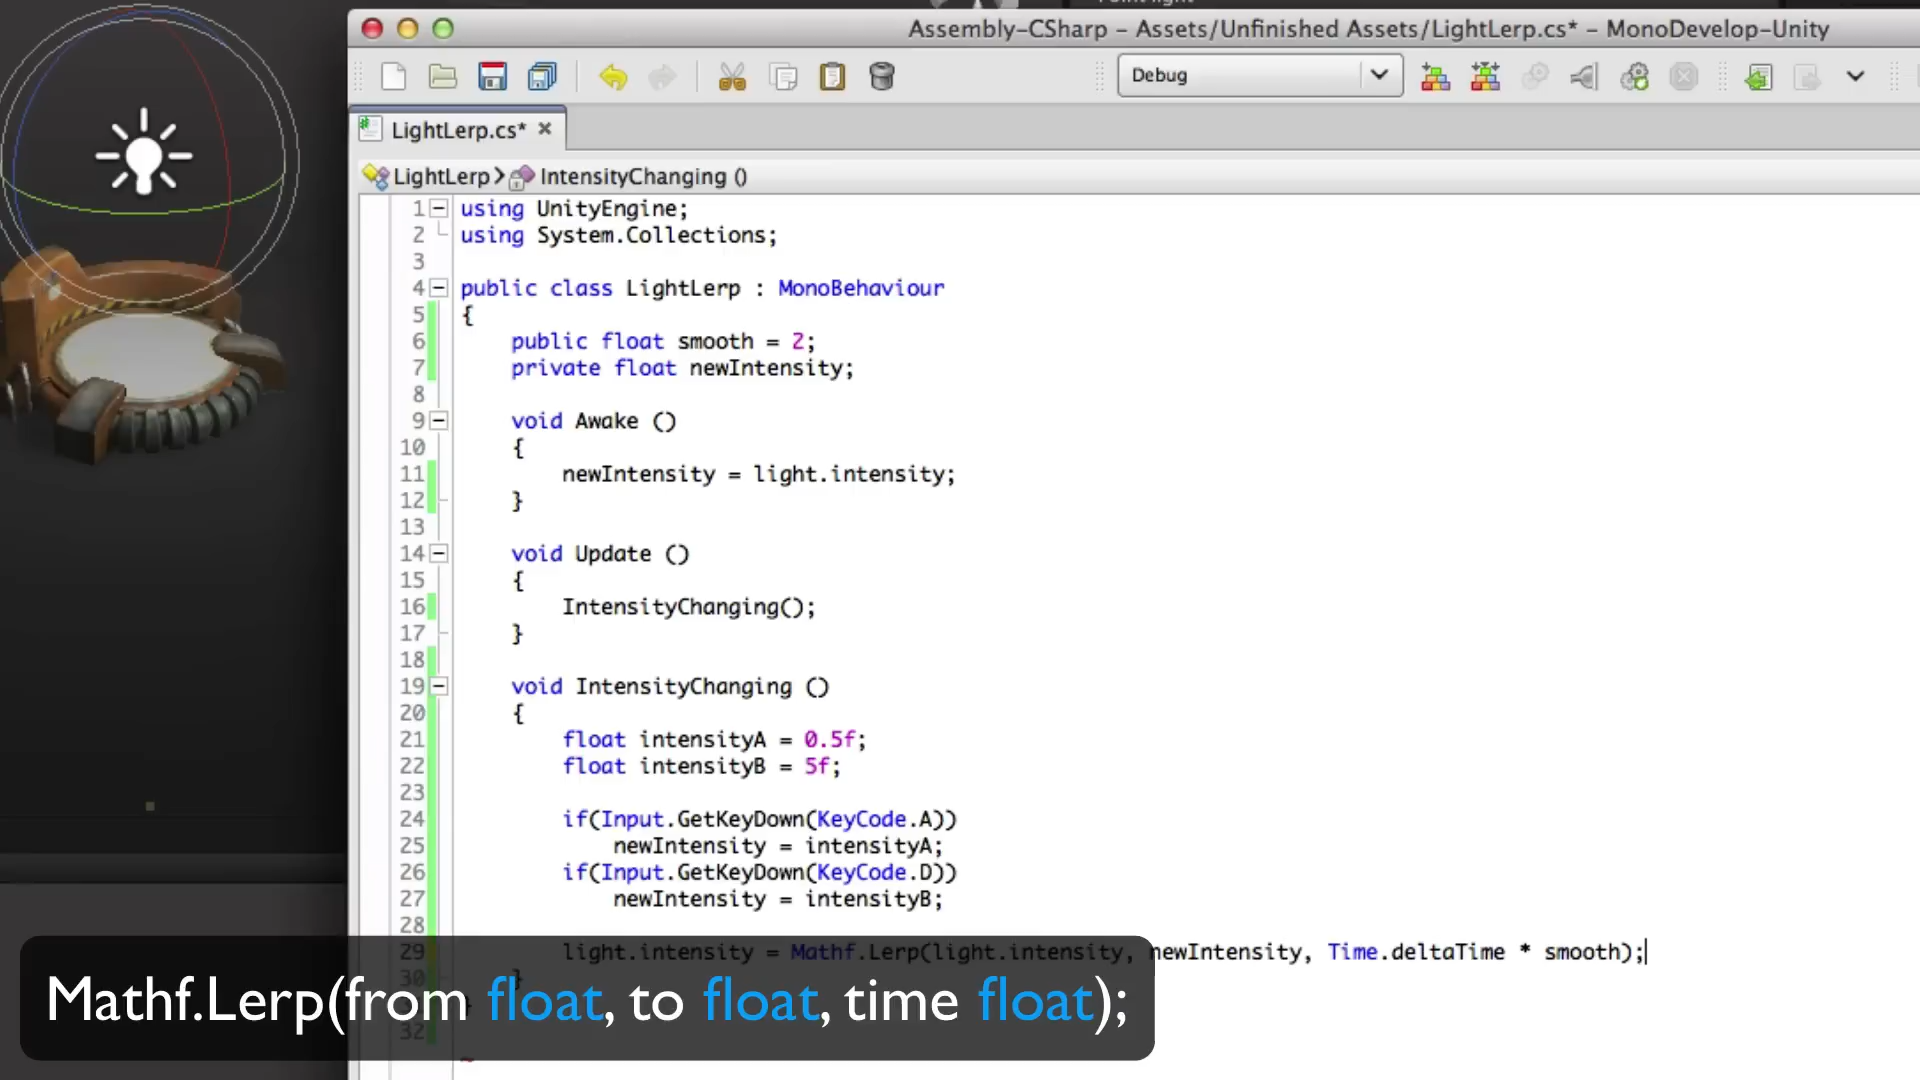 Assembly-CSharp – Assets/Unfinished Assets/LightLerp.cs* – MonoDevelop-Unity
Debug
LightLerp.cs*
LightLerp
IntensityChanging ()
1 using UnityEngine;
2 using System.Collections;
3
4 public class LightLerp : MonoBehaviour
5 {
6 public float smooth = 2;
7 private float newIntensity;
8
9 void Awake ()
10 {
11 newIntensity = light.intensity;
12 }
13
14 void Update ()
15 {
16 IntensityChanging();
17 }
18
19 void IntensityChanging ()
20 {
21 float intensityA = 0.5f;
22 float intensityB = 5f;
23
24 if(Input.GetKeyDown(KeyCode.A))
25 newIntensity = intensityA;
26 if(Input.GetKeyDown(KeyCode.D))
27 newIntensity = intensityB;
28
29 light.intensity = Mathf.Lerp(light.intensity, newIntensity, Time.deltaTime * smooth);
30 }
Mathf.Lerp(from float, to float, time float);
32